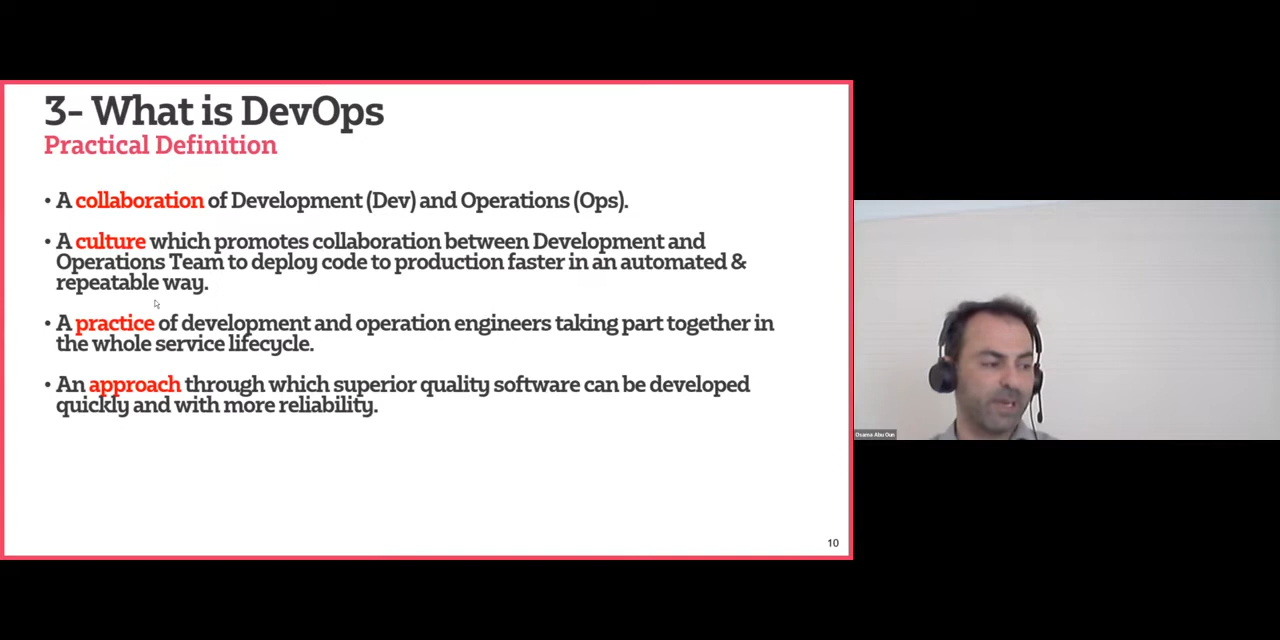 3- What is DevOps
Practical Definition
• A collaboration of Development (Dev) and Operations (Ops).
• A culture which promotes collaboration between Development and
Operations Team to deploy code to production faster in an automated &
repeatable way.
• A practice of development and operation engineers taking part together in
the whole service lifecycle.
• An approach through which superior quality software can be developed
quickly and with more reliability.
10
Osama Abu Oun